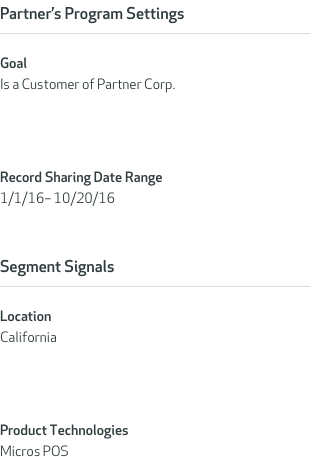 Partner’s Program Settings
Goal
Is a Customer of Partner Corp.
Record Sharing Date Range
1/1/16– 10/20/16
Segment Signals
Location
California
Product Technologies
Micros POS